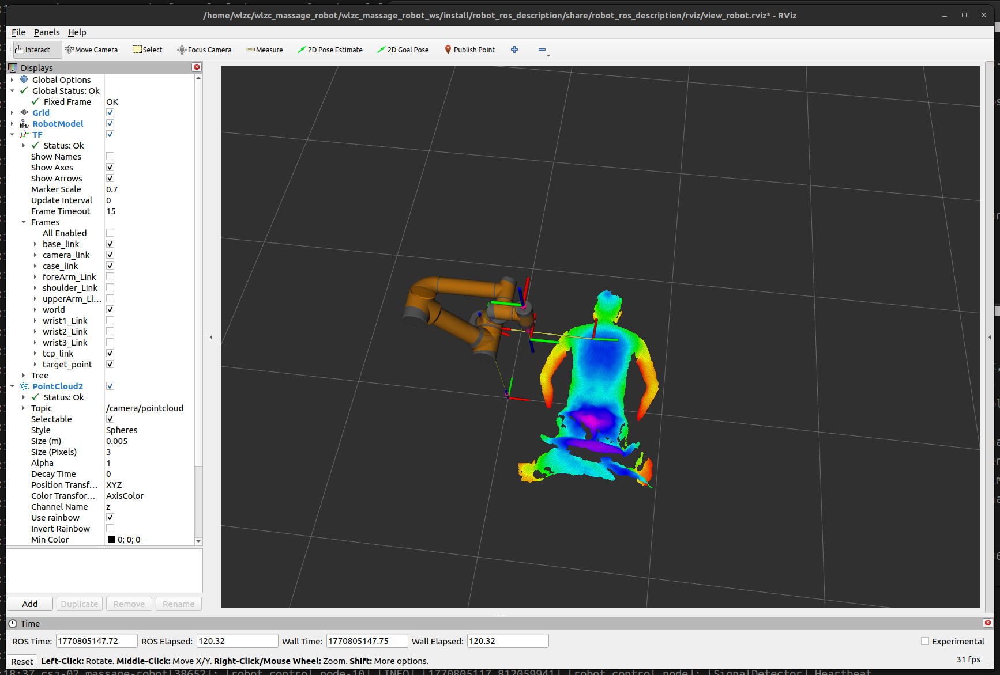 /home/wlzc/wlzc_massage_robot/wlzc_massage_robot_ws/install/robot_ros_description/share/robot_ros_description/rviz/view_robot.rviz* - RViz
File Panels Help
Interact Move Camera Select Focus Camera Measure 2D Pose Estimate 2D Goal Pose Publish Point
Displays
Global Options
Global Status: Ok
Fixed Frame OK
Grid
RobotModel
TF
Status: Ok
Show Names
Show Axes
Show Arrows
Marker Scale 0.7
Update Interval 0
Frame Timeout 15
Frames
All Enabled
base_link
camera_link
case_link
foreArm_Link
shoulder_Link
upperArm_Li...
world
wrist1_Link
wrist2_Link
wrist3_Link
tcp_link
target_point
Tree
PointCloud2
Status: Ok
Topic /camera/pointcloud
Selectable
Style Spheres
Size (m) 0.005
Size (Pixels) 3
Alpha 1
Decay Time 0
Position Transf... XYZ
Color Transfor... AxisColor
Channel Name z
Use rainbow
Invert Rainbow
Min Color 0; 0; 0
Add Duplicate Remove Rename
Time
ROS Time: 1770805147.72 ROS Elapsed: 120.32 Wall Time: 1770805147.75 Wall Elapsed: 120.32 Experimental
Reset Left-Click: Rotate. Middle-Click: Move X/Y. Right-Click/Mouse Wheel: Zoom. Shift: More options. 31 fps
:18:37 csi-02 massage-robot[38652]: [robot_control_node-10] [INFO] [1770805117.812059941] [robot_control_node]: [SignalDetector] Heartbeat